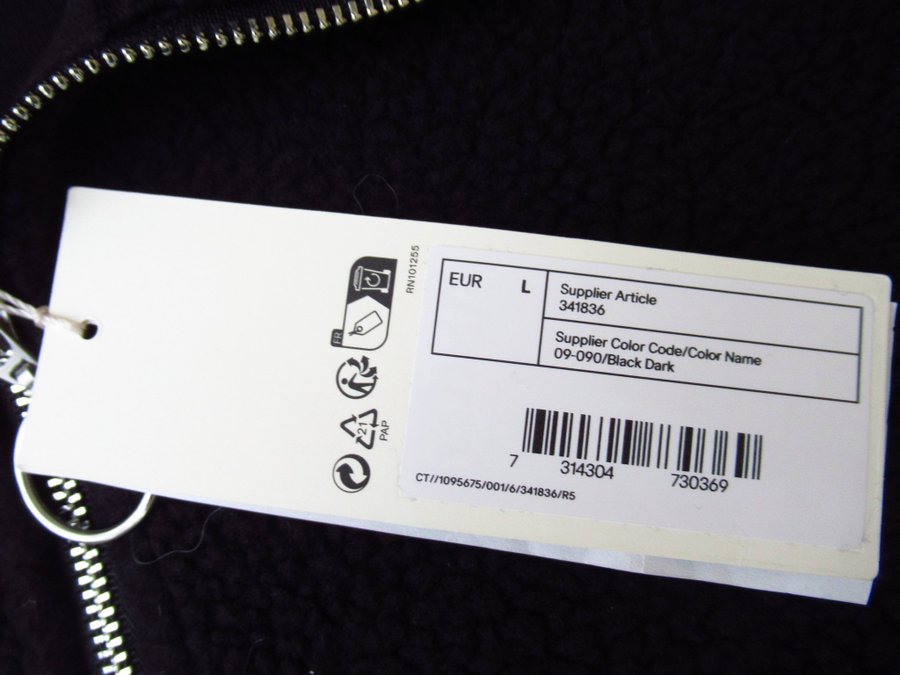 FR
RN101255
21
PAP
EUR L
Supplier Article
341836
Supplier Color Code/Color Name
09-090/Black Dark
7 314304 730369
CT//1095675/001/6/341836/R5